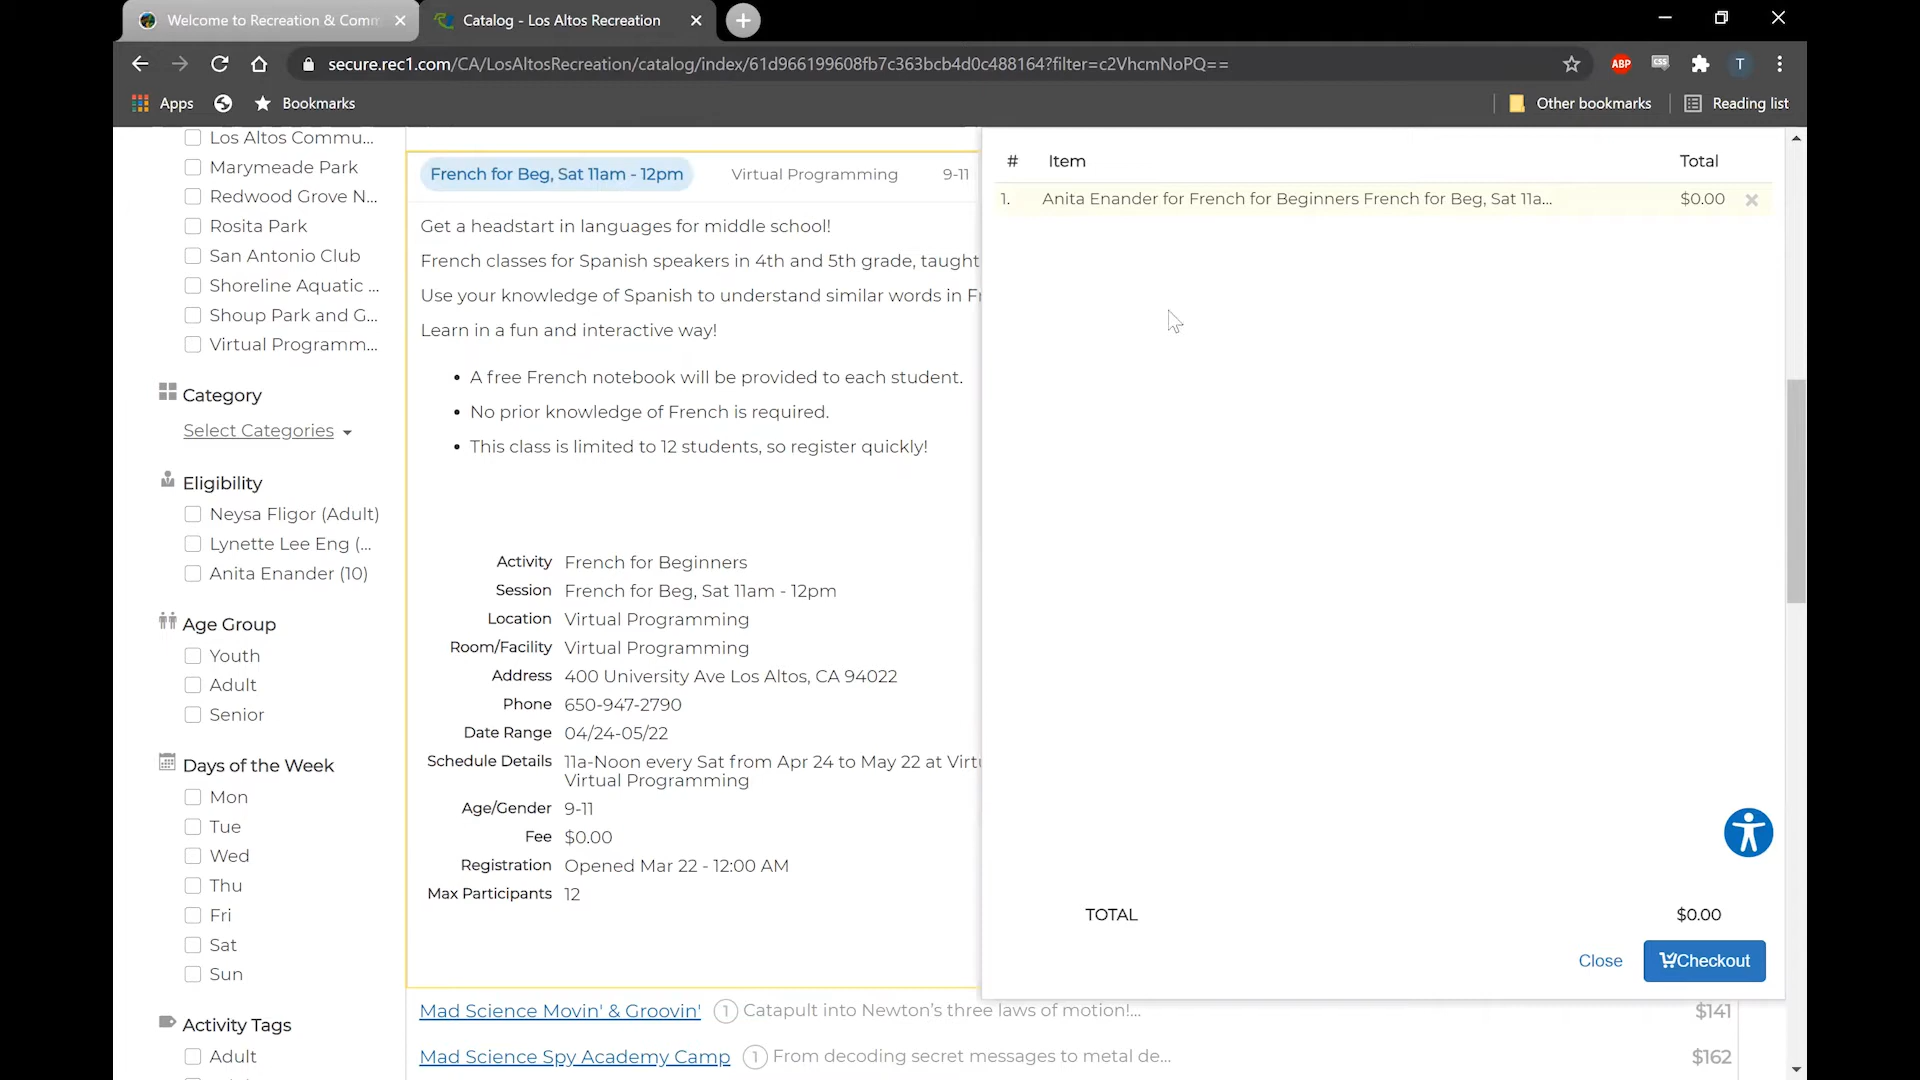 Welcome to Recreation & Comm
Catalog - Los Altos Recreation
secure.rec1.com/CA/LosAltosRecreation/catalog/index/61d966199608fb7c363bcb4d0c488164?filter=c2VhcmNoPQ==
ABP
CSS
T
Apps
Bookmarks
Other bookmarks
Reading list
Los Altos Commu...
Marymeade Park
Redwood Grove N...
Rosita Park
San Antonio Club
Shoreline Aquatic ...
Shoup Park and G...
Virtual Programm...
Category
Select Categories
Eligibility
Neysa Fligor (Adult)
Lynette Lee Eng (...
Anita Enander (10)
Age Group
Youth
Adult
Senior
Days of the Week
Mon
Tue
Wed
Thu
Fri
Sat
Sun
Activity Tags
Adult
French for Beg, Sat 11am - 12pm Virtual Programming 9-11
Get a headstart in languages for middle school!
French classes for Spanish speakers in 4th and 5th grade, taught
Use your knowledge of Spanish to understand similar words in Fr
Learn in a fun and interactive way!
• A free French notebook will be provided to each student.
• No prior knowledge of French is required.
• This class is limited to 12 students, so register quickly!
Activity French for Beginners
Session French for Beg, Sat 11am - 12pm
Location Virtual Programming
Room/Facility Virtual Programming
Address 400 University Ave Los Altos, CA 94022
Phone 650-947-2790
Date Range 04/24-05/22
Schedule Details 11a-Noon every Sat from Apr 24 to May 22 at Virtu
Virtual Programming
Age/Gender 9-11
Fee $0.00
Registration Opened Mar 22 - 12:00 AM
Max Participants 12
Mad Science Movin' & Groovin' 1 Catapult into Newton's three laws of motion!... $141
Mad Science Spy Academy Camp 1 From decoding secret messages to metal de... $162
# Item Total
1. Anita Enander for French for Beginners French for Beg, Sat 11a... $0.00
TOTAL $0.00
Close Checkout